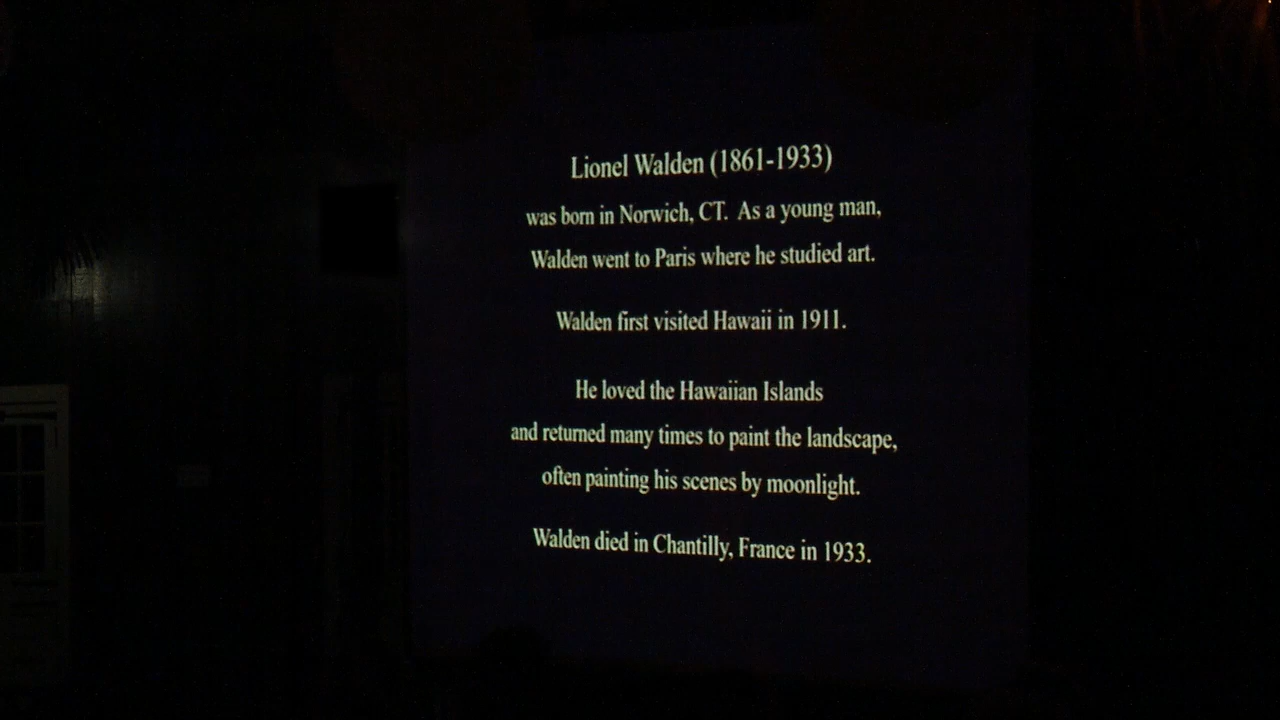 Lionel Walden (1861-1933)
was born in Norwich, CT. As a young man,
Walden went to Paris where he studied art.
Walden first visited Hawaii in 1911.
He loved the Hawaiian Islands
and returned many times to paint the landscape,
often painting his scenes by moonlight.
Walden died in Chantilly, France in 1933.